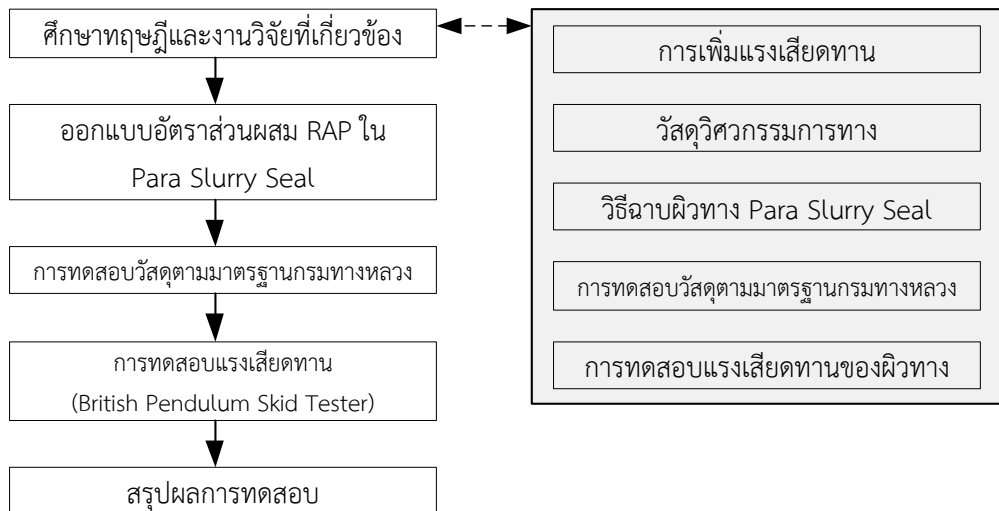 ศึกษาทฤษฎีและงานวิจัยที่เกี่ยวข้อง
ออกแบบอัตราส่วนผสม RAP ใน
Para Slurry Seal
การทดสอบวัสดุตามมาตรฐานกรมทางหลวง
การทดสอบแรงเสียดทาน
(British Pendulum Skid Tester)
สรุปผลการทดสอบ
การเพิ่มแรงเสียดทาน
วัสดุวิศวกรรมการทาง
วิธีฉาบผิวทาง Para Slurry Seal
การทดสอบวัสดุตามมาตรฐานกรมทางหลวง
การทดสอบแรงเสียดทานของผิวทาง